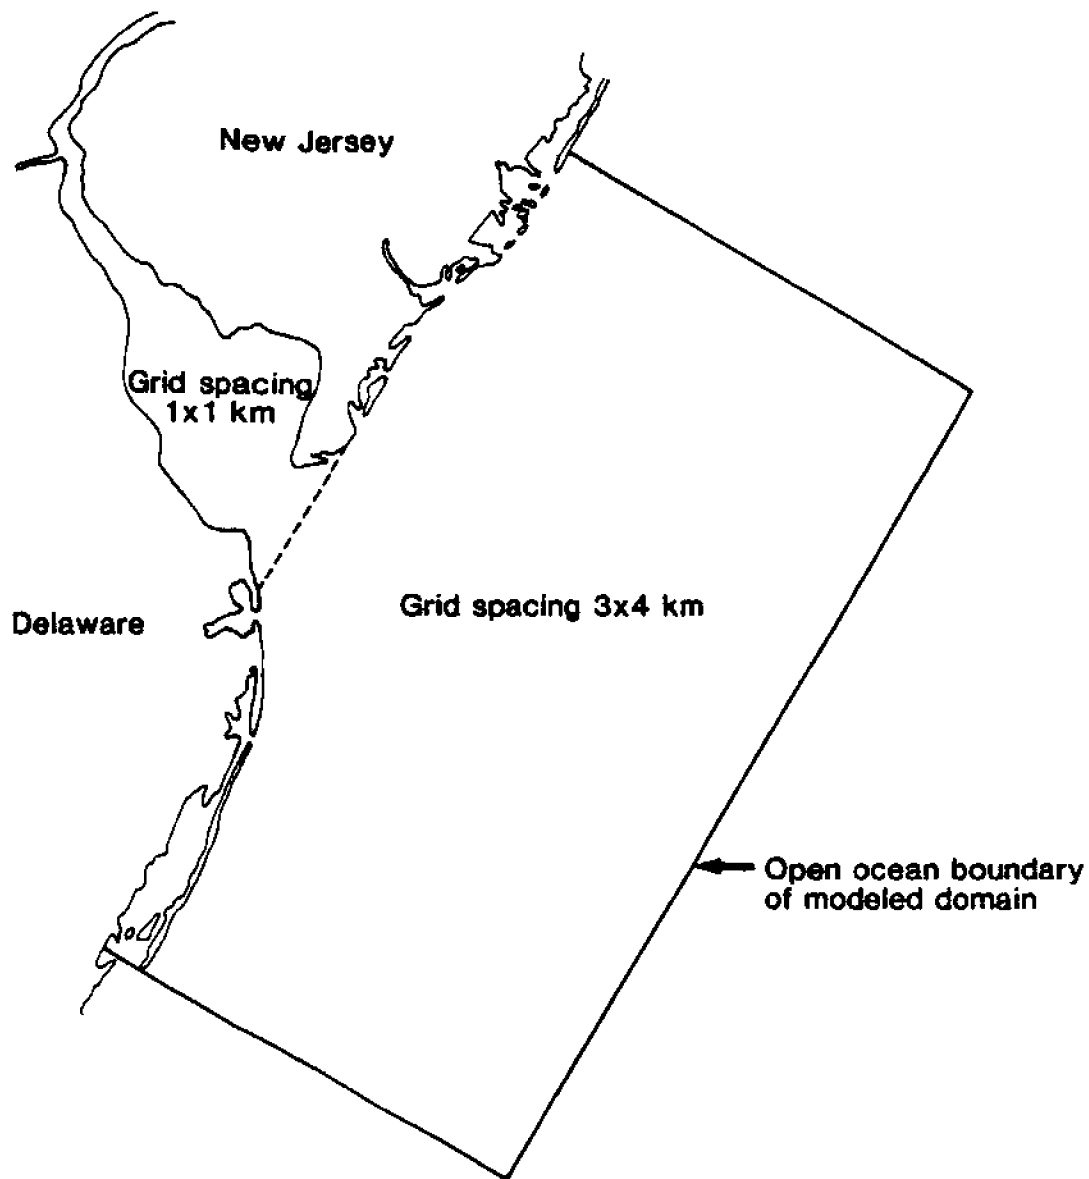 New Jersey
Grid spacing
1x1 km
Delaware
Grid spacing 3x4 km
Open ocean boundary
of modeled domain